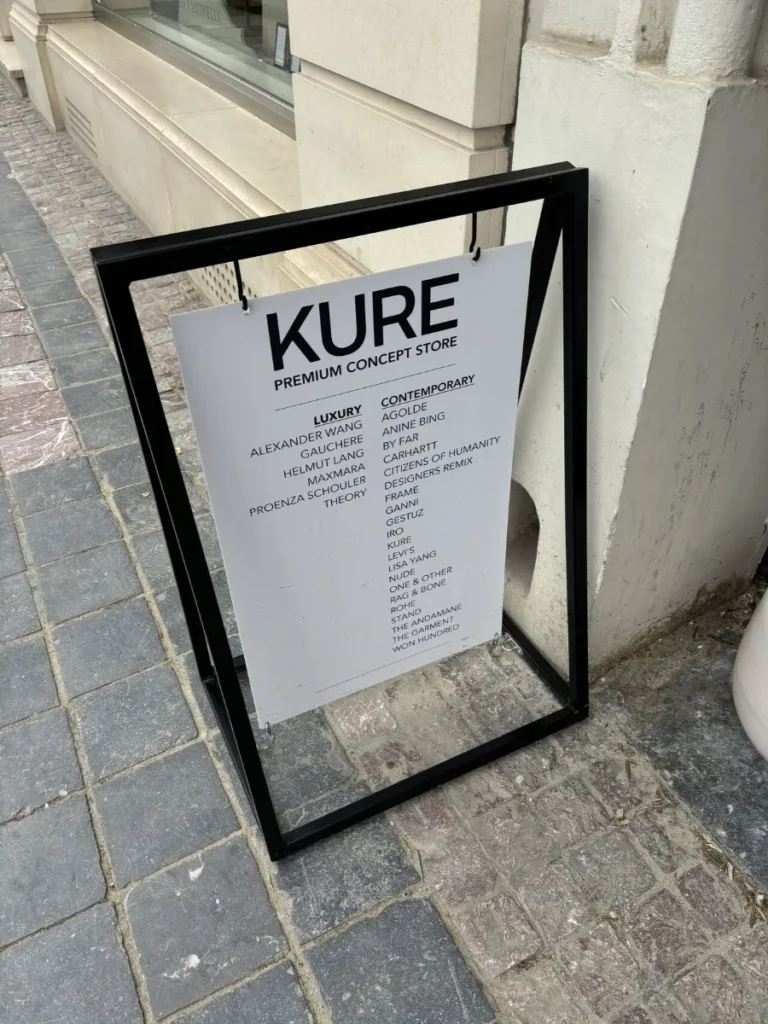 KURE
PREMIUM CONCEPT STORE
LUXURY
ALEXANDER WANG
GAUCHERE
HELMUT LANG
MAXMARA
PROENZA SCHOULER
THEORY
CONTEMPORARY
AGOLDE
ANINE BING
BY FAR
CARHARTT
CITIZENS OF HUMANITY
DESIGNERS REMIX
FRAME
GANNI
GESTUZ
IRO
KURE
LEVI'S
LISA YANG
NUDE
ONE & OTHER
RAG & BONE
ROHE
STAND
THE ANDAMANE
THE GARMENT
WON HUNDRED